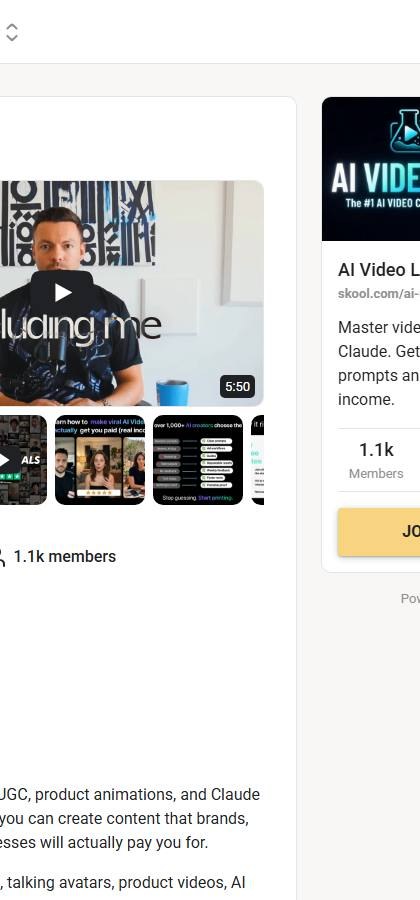 luding me
5:50
ALS
earn how to make viral AI Vide
actually get you paid (real inco
over 1,000+ AI creators choose the
Stop guessing. Start printing.
1.1k members
UGC, product animations, and Claude
you can create content that brands,
esses will actually pay you for.
, talking avatars, product videos, AI
AI VIDE
The #1 AI VIDEO C
AI Video L
skool.com/ai-
Master vide
Claude. Get
prompts an
income.
1.1k
Members
JO
Pow